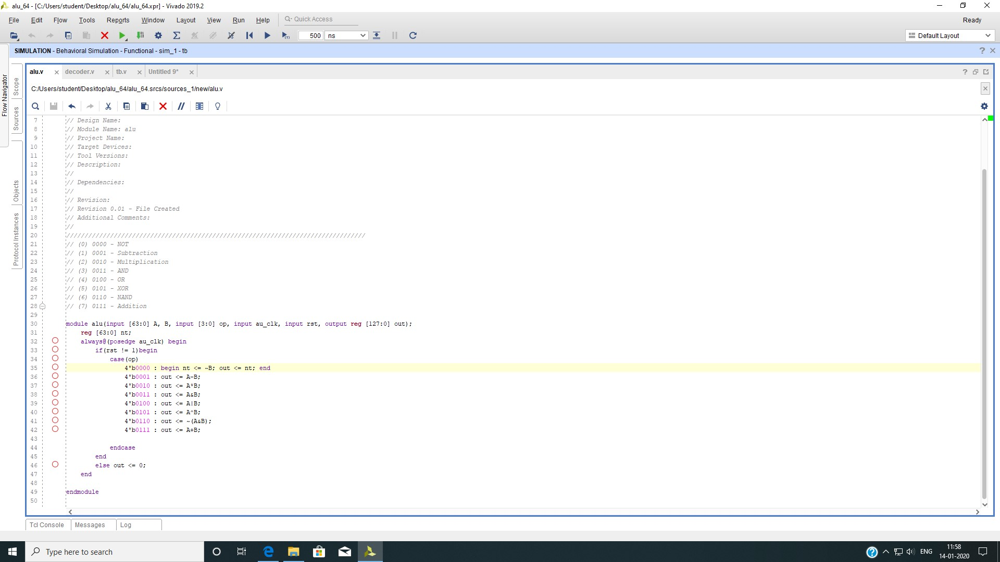 alu_64 - [C:/Users/student/Desktop/alu_64/alu_64.xpr] - Vivado 2019.2
File Edit Flow Tools Reports Window Layout View Run Help Quick Access Ready
500 ns Default Layout
SIMULATION - Behavioral Simulation - Functional - sim_1 - tb
Flow Navigator
Scope
Sources
Objects
Protocol Instances
alu.v decoder.v tb.v Untitled 9*
C:/Users/student/Desktop/alu_64/alu_64.srcs/sources_1/new/alu.v
7 // Design Name:
8 // Module Name: alu
9 // Project Name:
10 // Target Devices:
11 // Tool Versions:
12 // Description:
13 //
14 // Dependencies:
15 //
16 // Revision:
17 // Revision 0.01 - File Created
18 // Additional Comments:
19 //
20 //////////////////////////////////////////////////////////////////////////////////
21 // (0) 0000 - NOT
22 // (1) 0001 - Subtraction
23 // (2) 0010 - Multiplication
24 // (3) 0011 - AND
25 // (4) 0100 - OR
26 // (5) 0101 - XOR
27 // (6) 0110 - NAND
28 // (7) 0111 - Addition
29
30 module alu(input [63:0] A, B, input [3:0] op, input au_clk, input rst, output reg [127:0] out);
31 reg [63:0] nt;
32 always@(posedge au_clk) begin
33 if(rst != 1)begin
34 case(op)
35 4'b0000 : begin nt <= ~B; out <= nt; end
36 4'b0001 : out <= A-B;
37 4'b0010 : out <= A*B;
38 4'b0011 : out <= A&B;
39 4'b0100 : out <= A|B;
40 4'b0101 : out <= A^B;
41 4'b0110 : out <= ~(A&B);
42 4'b0111 : out <= A+B;
43
44 endcase
45 end
46 else out <= 0;
47 end
48
49 endmodule
50
Tcl Console Messages Log
Type here to search
ENG
11:58
14-01-2020